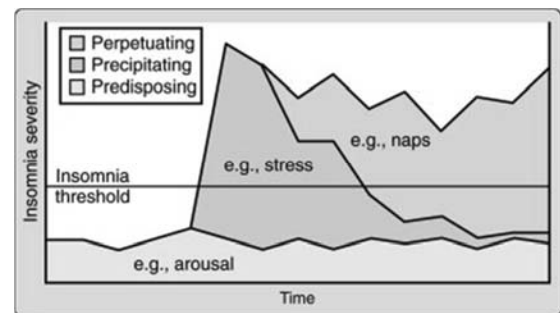 Perpetuating
Precipitating
Predisposing
Insomnia severity
e.g., naps
e.g., stress
Insomnia
threshold
e.g., arousal
Time